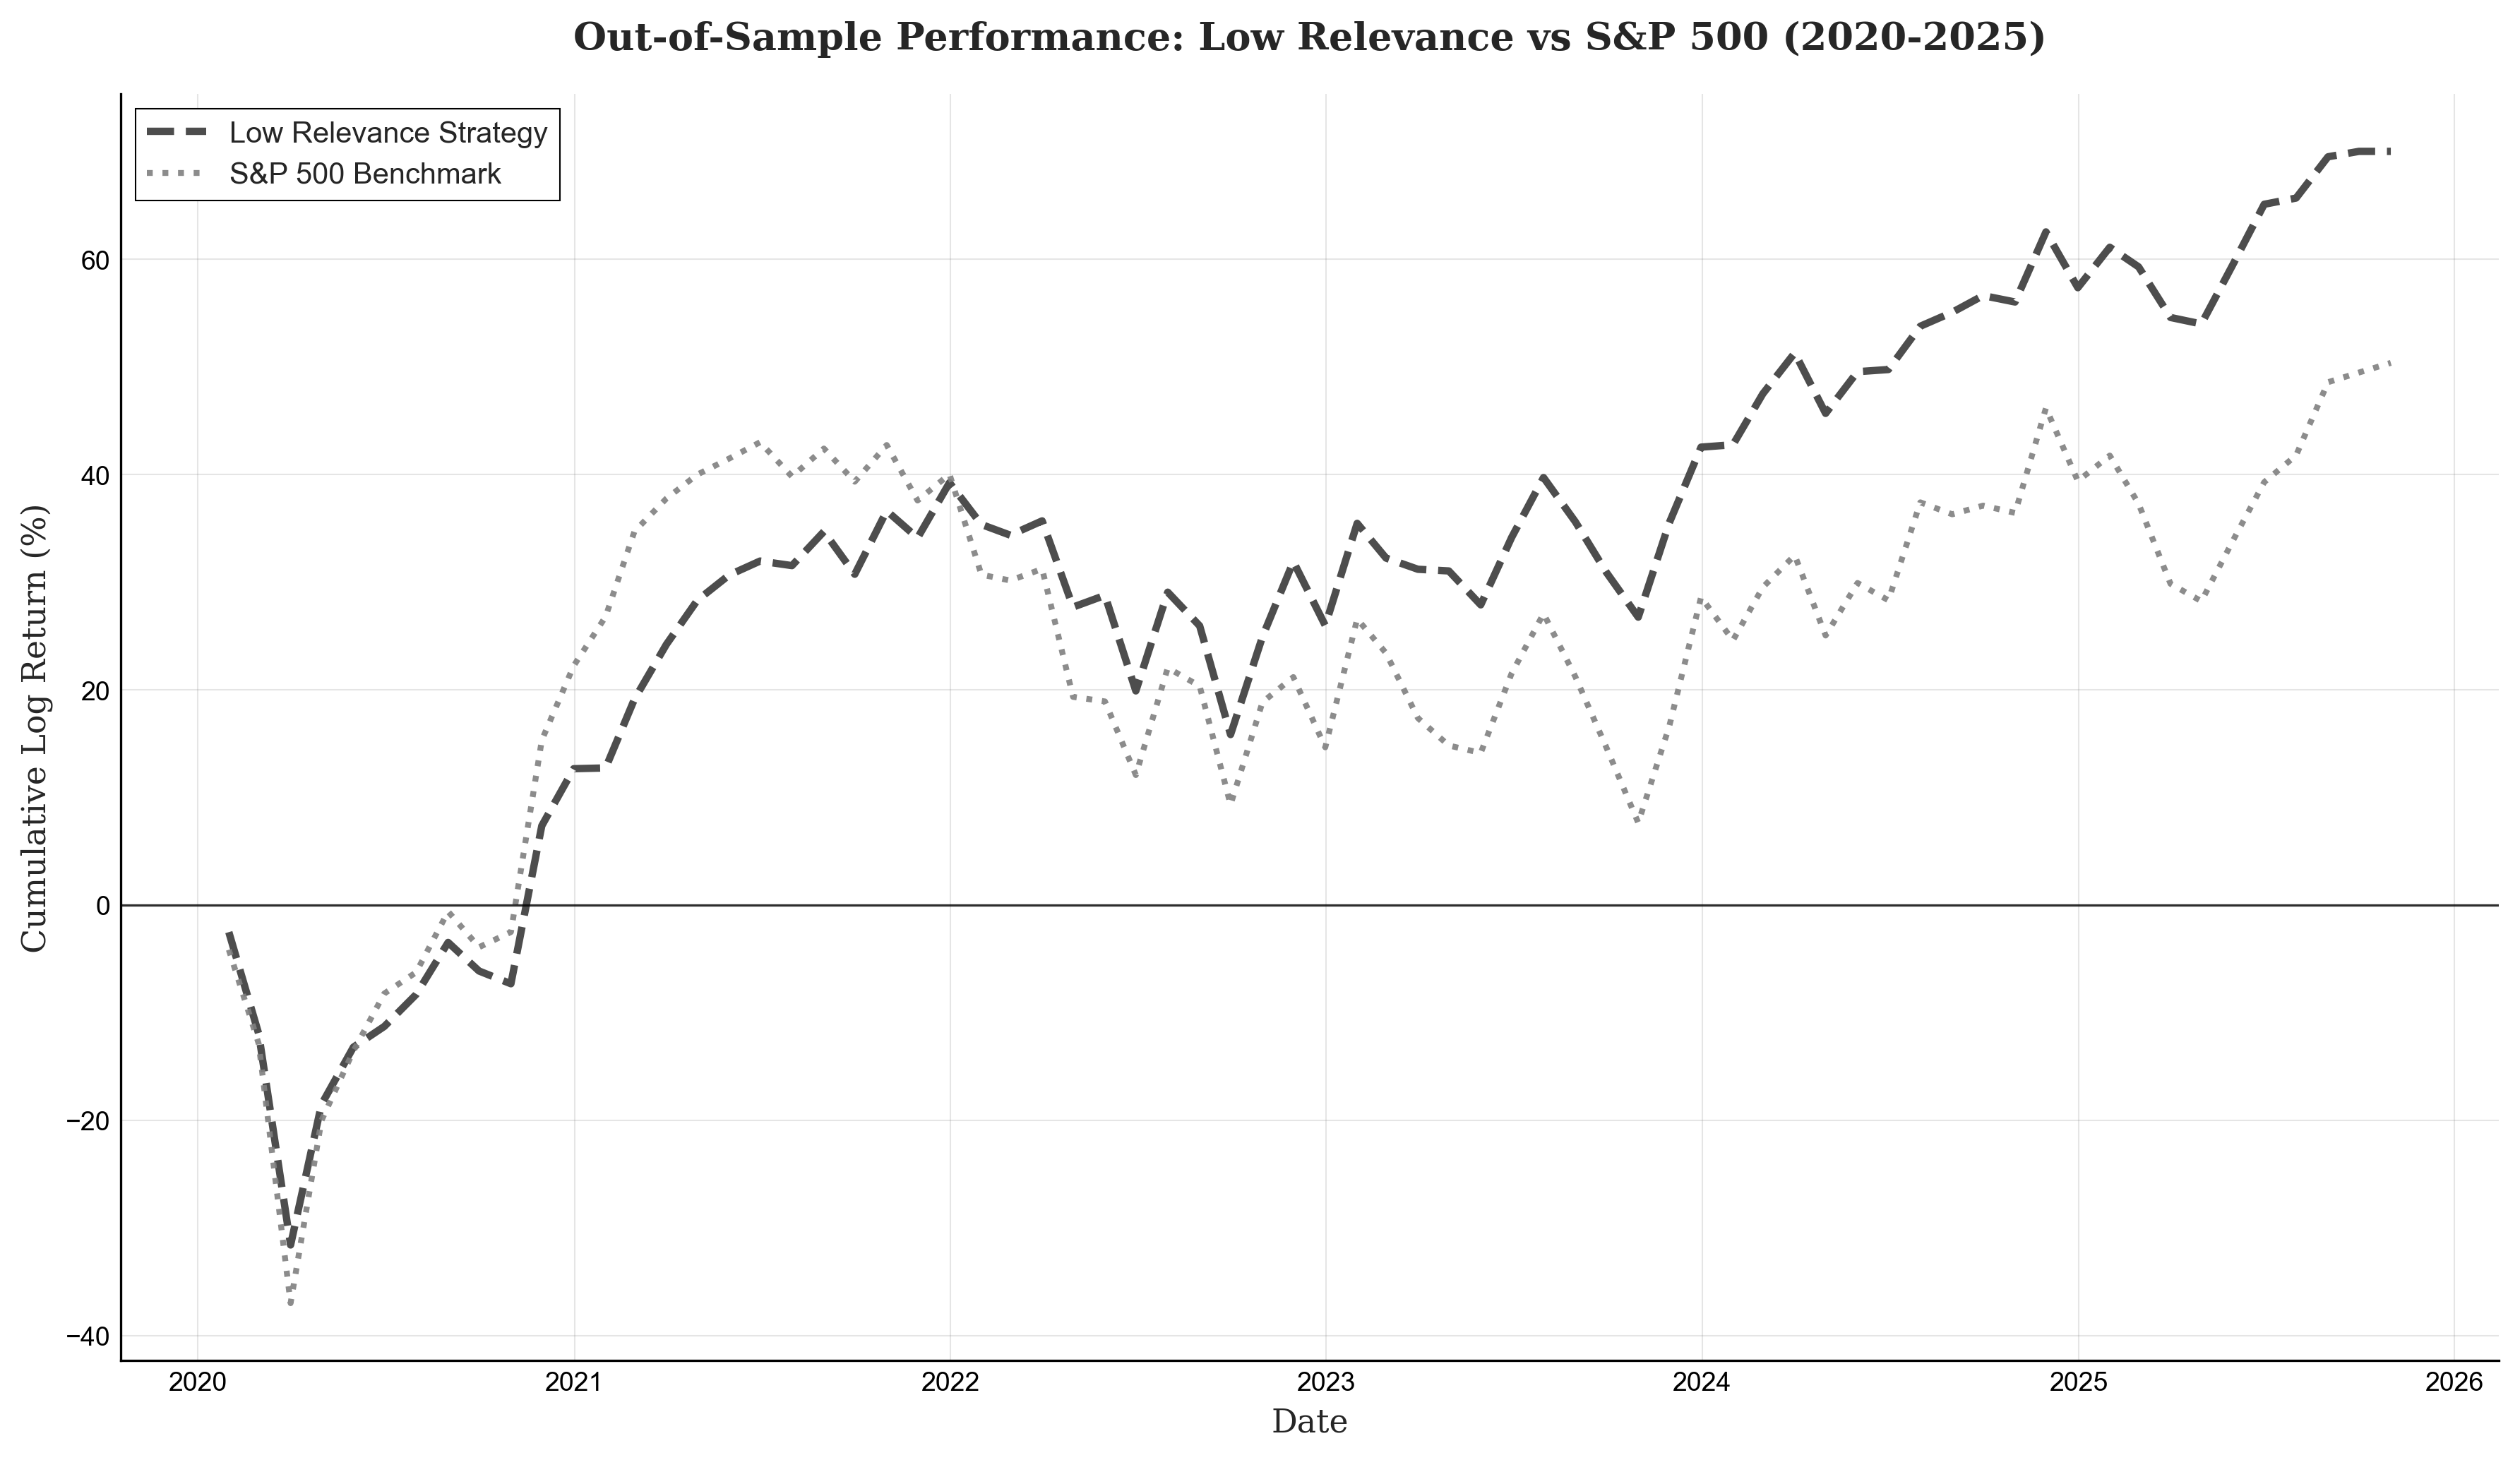 Out-of-Sample Performance: Low Relevance vs S&P 500 (2020-2025)
Low Relevance Strategy
S&P 500 Benchmark
Cumulative Log Return (%)
60
40
20
0
−20
−40
2020
2021
2022
2023
2024
2025
2026
Date